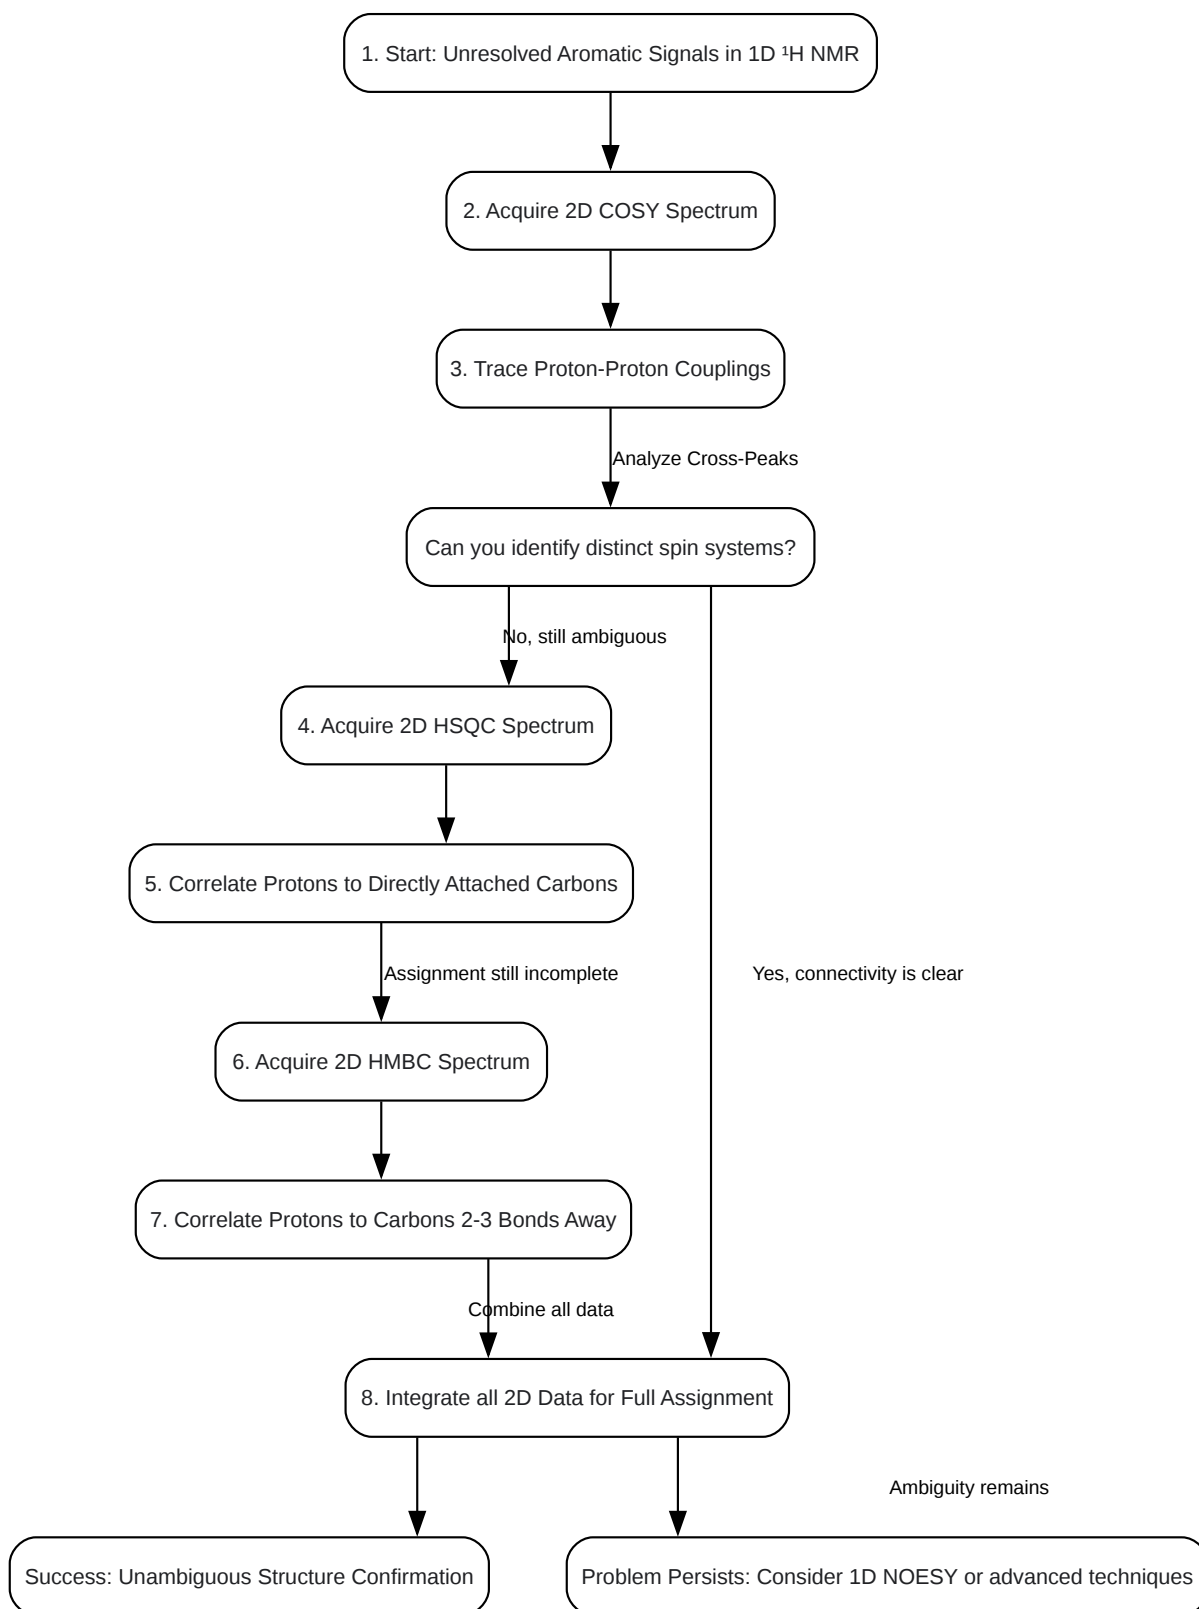 1. Start: Unresolved Aromatic Signals in 1D ¹H NMR
2. Acquire 2D COSY Spectrum
3. Trace Proton-Proton Couplings
Analyze Cross-Peaks
Can you identify distinct spin systems?
No, still ambiguous
4. Acquire 2D HSQC Spectrum
5. Correlate Protons to Directly Attached Carbons
Assignment still incomplete
Yes, connectivity is clear
6. Acquire 2D HMBC Spectrum
7. Correlate Protons to Carbons 2-3 Bonds Away
Combine all data
8. Integrate all 2D Data for Full Assignment
Ambiguity remains
Success: Unambiguous Structure Confirmation
Problem Persists: Consider 1D NOESY or advanced techniques